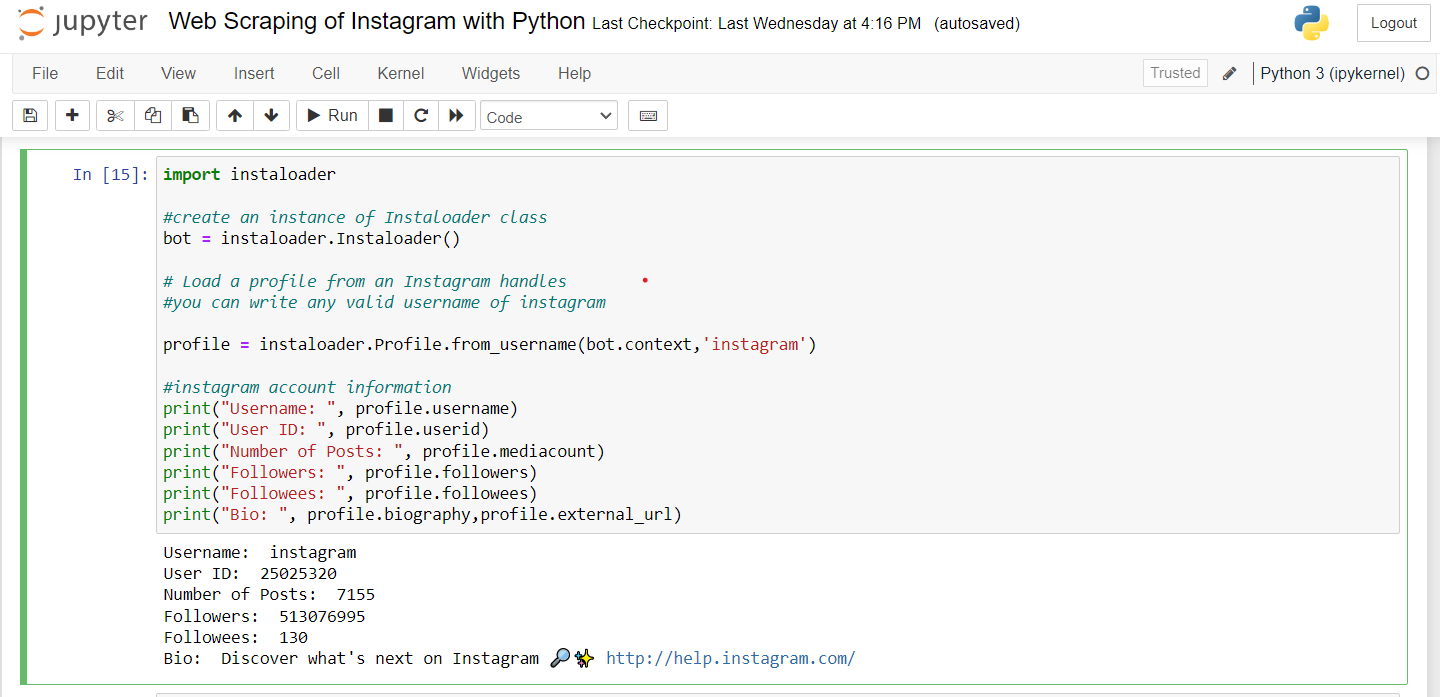 jupyter Web Scraping of Instagram with Python Last Checkpoint: Last Wednesday at 4:16 PM (autosaved) Logout
File Edit View Insert Cell Kernel Widgets Help Trusted Python 3 (ipykernel)
Run Code
In [15]: import instaloader
#create an instance of Instaloader class
bot = instaloader.Instaloader()
# Load a profile from an Instagram handles
#you can write any valid username of instagram
profile = instaloader.Profile.from_username(bot.context,'instagram')
#instagram account information
print("Username: ", profile.username)
print("User ID: ", profile.userid)
print("Number of Posts: ", profile.mediacount)
print("Followers: ", profile.followers)
print("Followees: ", profile.followees)
print("Bio: ", profile.biography,profile.external_url)
Username:  instagram
User ID:  25025320
Number of Posts:  7155
Followers:  513076995
Followees:  130
Bio:  Discover what's next on Instagram 🔎✨ http://help.instagram.com/